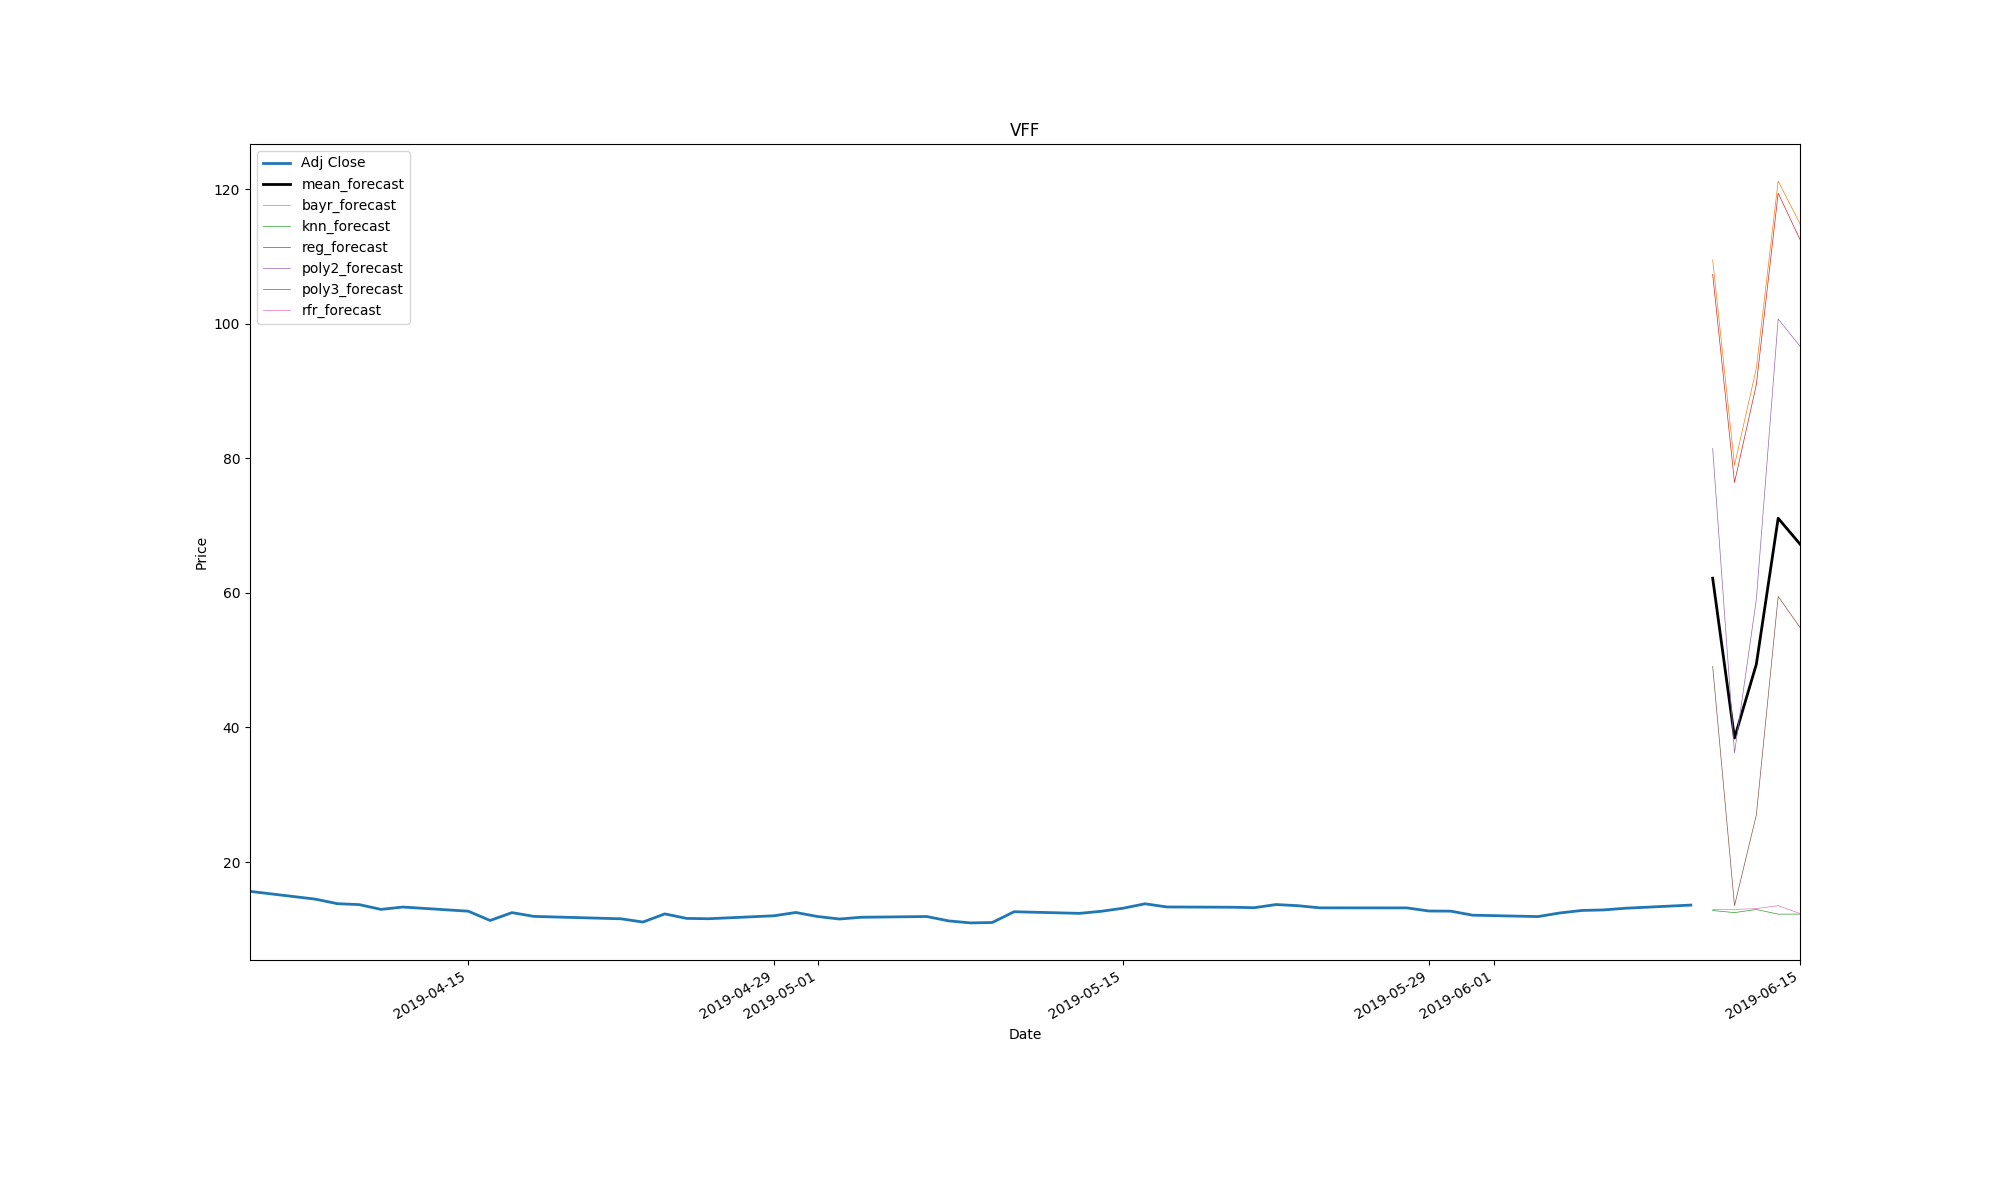 VFF
Adj Close
mean_forecast
bayr_forecast
knn_forecast
reg_forecast
poly2_forecast
poly3_forecast
rfr_forecast
120
100
80
60
40
20
Price
2019-04-15
2019-04-29
2019-05-01
2019-05-15
2019-05-29
2019-06-01
2019-06-15
Date